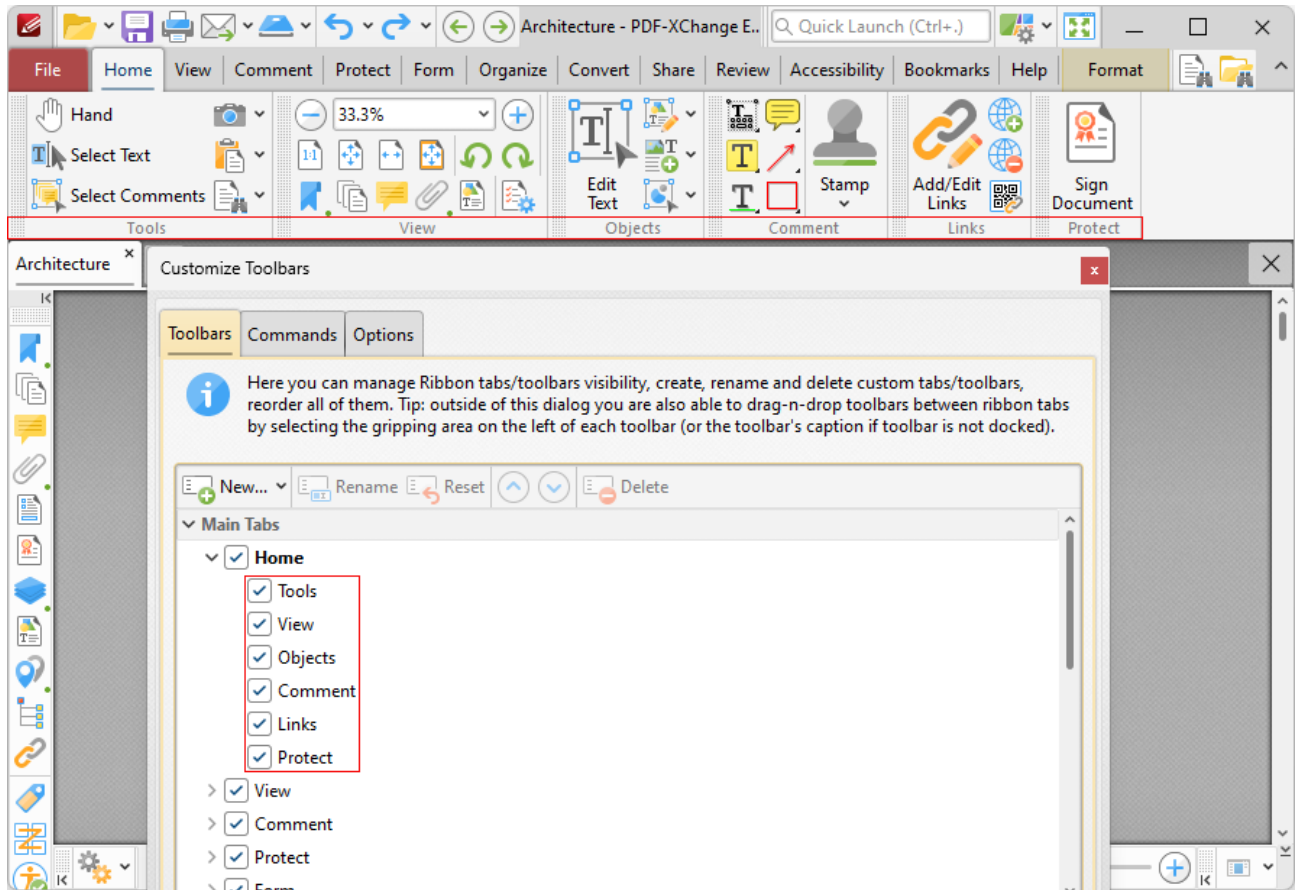 Architecture - PDF-XChange E..
Quick Launch (Ctrl+.)
File Home View Comment Protect Form Organize Convert Share Review Accessibility Bookmarks Help Format
Hand
33.3%
Select Text
1:1
Select Comments
Edit
Text
Stamp
Add/Edit
Links
Sign
Document
Tools View Objects Comment Links Protect
Architecture
Customize Toolbars
Toolbars Commands Options
Here you can manage Ribbon tabs/toolbars visibility, create, rename and delete custom tabs/toolbars,
reorder all of them. Tip: outside of this dialog you are also able to drag-n-drop toolbars between ribbon tabs
by selecting the gripping area on the left of each toolbar (or the toolbar's caption if toolbar is not docked).
New... Rename Reset Delete
Main Tabs
Home
Tools
View
Objects
Comment
Links
Protect
View
Comment
Protect
Form